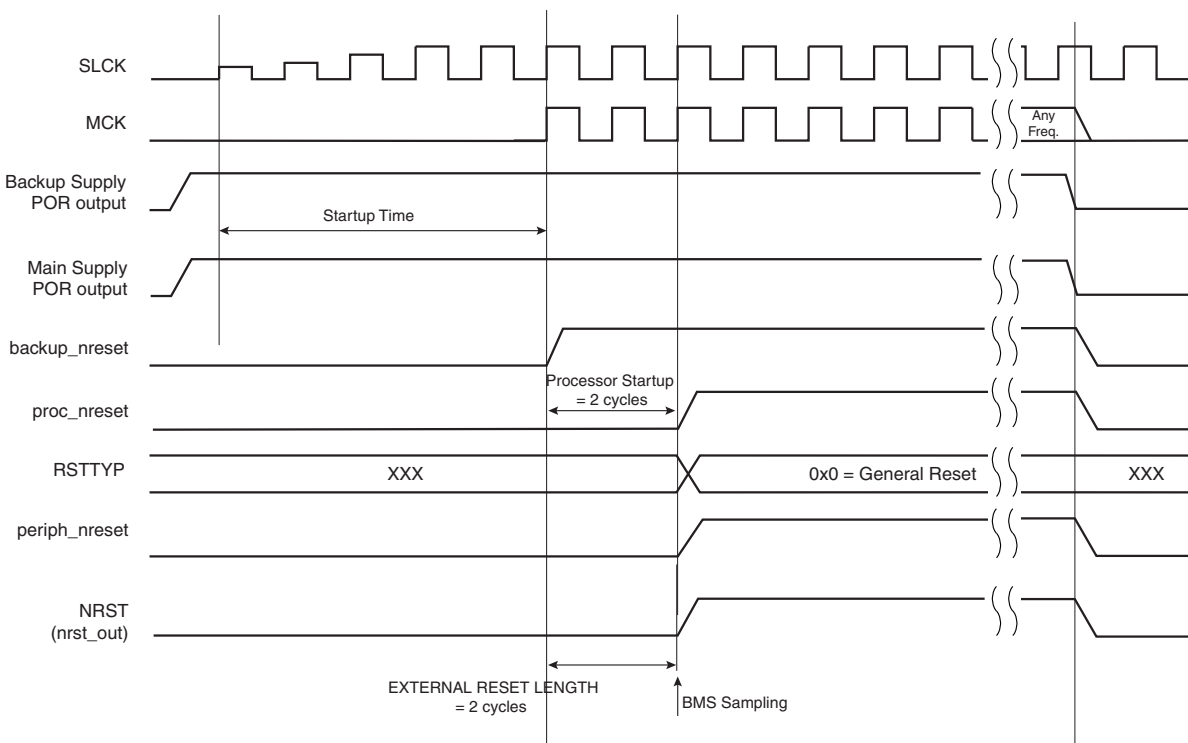 SLCK
MCK
Any
Freq.
Backup Supply
POR output
Startup Time
Main Supply
POR output
backup_nreset
Processor Startup
= 2 cycles
proc_nreset
RSTTYP
XXX
0x0 = General Reset
XXX
periph_nreset
NRST
(nrst_out)
EXTERNAL RESET LENGTH
= 2 cycles
BMS Sampling